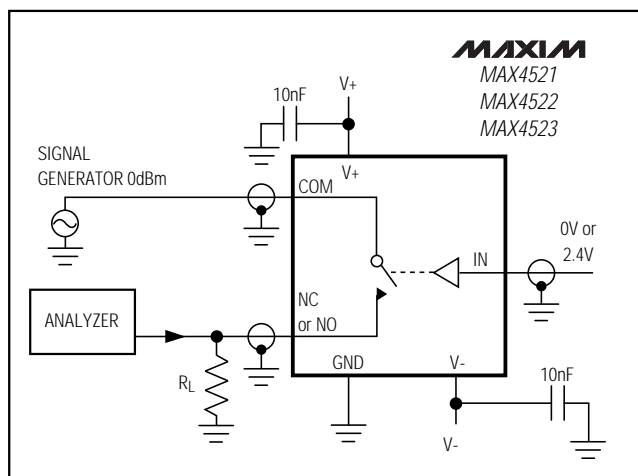 MAXIM
MAX4521
MAX4522
MAX4523
V+
10nF
V+
SIGNAL
GENERATOR 0dBm
COM
0V or
2.4V
IN
NC
or NO
ANALYZER
GND
V-
10nF
RL
V-